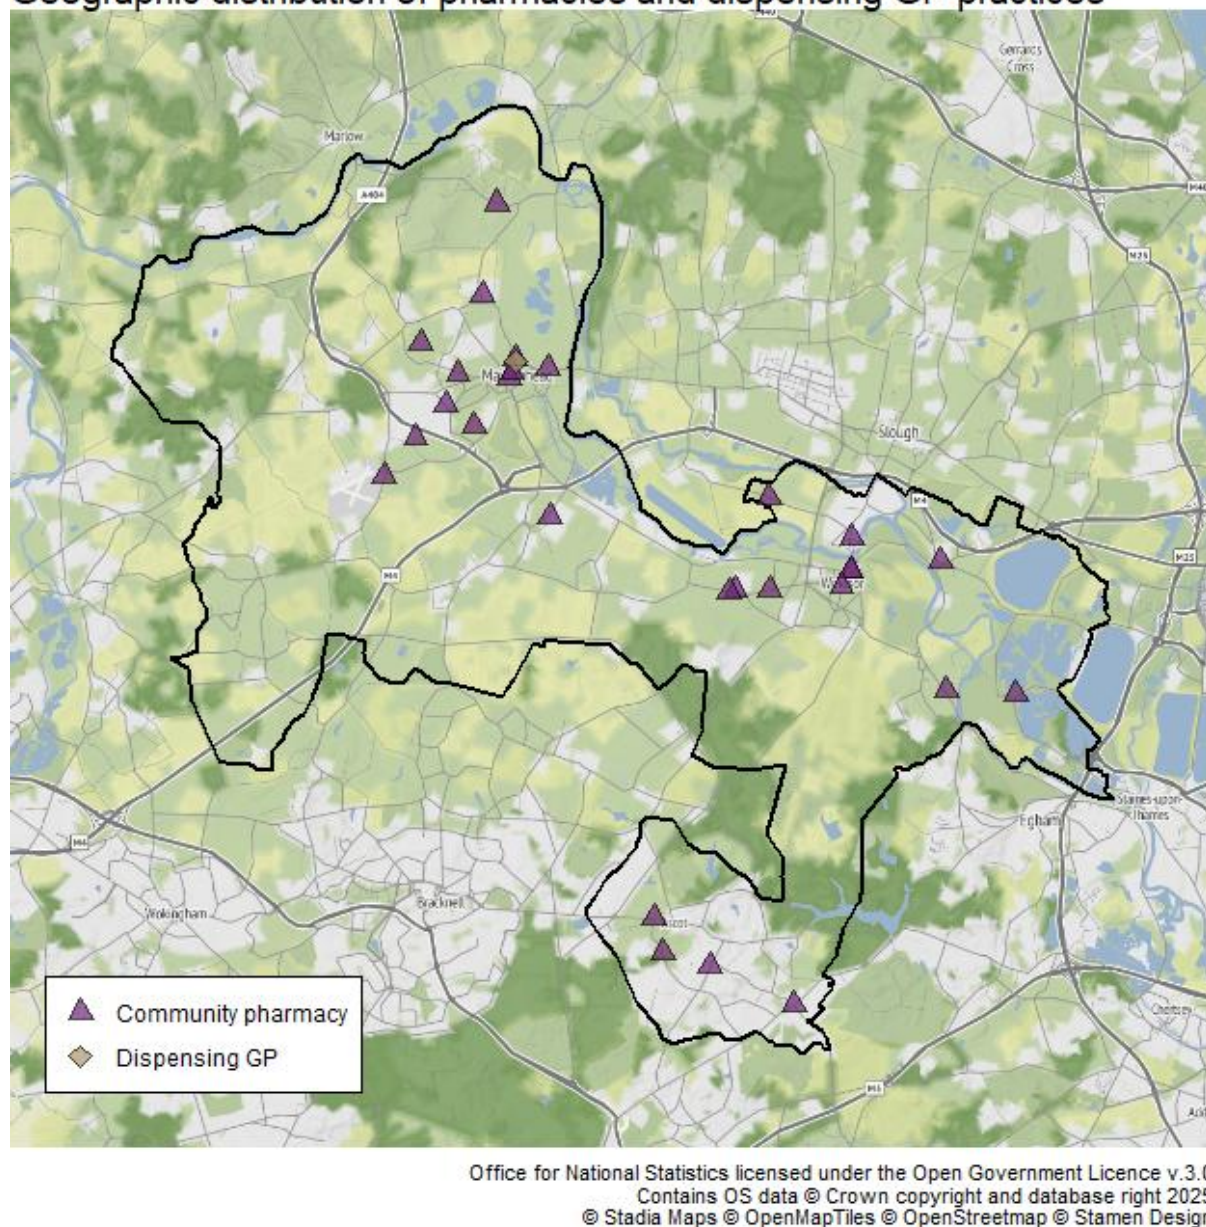 Geographic distribution of pharmacies and dispensing GP practices
Gerrards
Cross
Marlow
A404
M40
M25
Slough
M4
M25
M4
Egham
Staines-upon-
Thames
M4
Wokingham
Bracknell
Ascot
Chertsey
M3
Community pharmacy
Dispensing GP
Office for National Statistics licensed under the Open Government Licence v.3.0
Contains OS data © Crown copyright and database right 2025
© Stadia Maps © OpenMapTiles © OpenStreetmap © Stamen Design